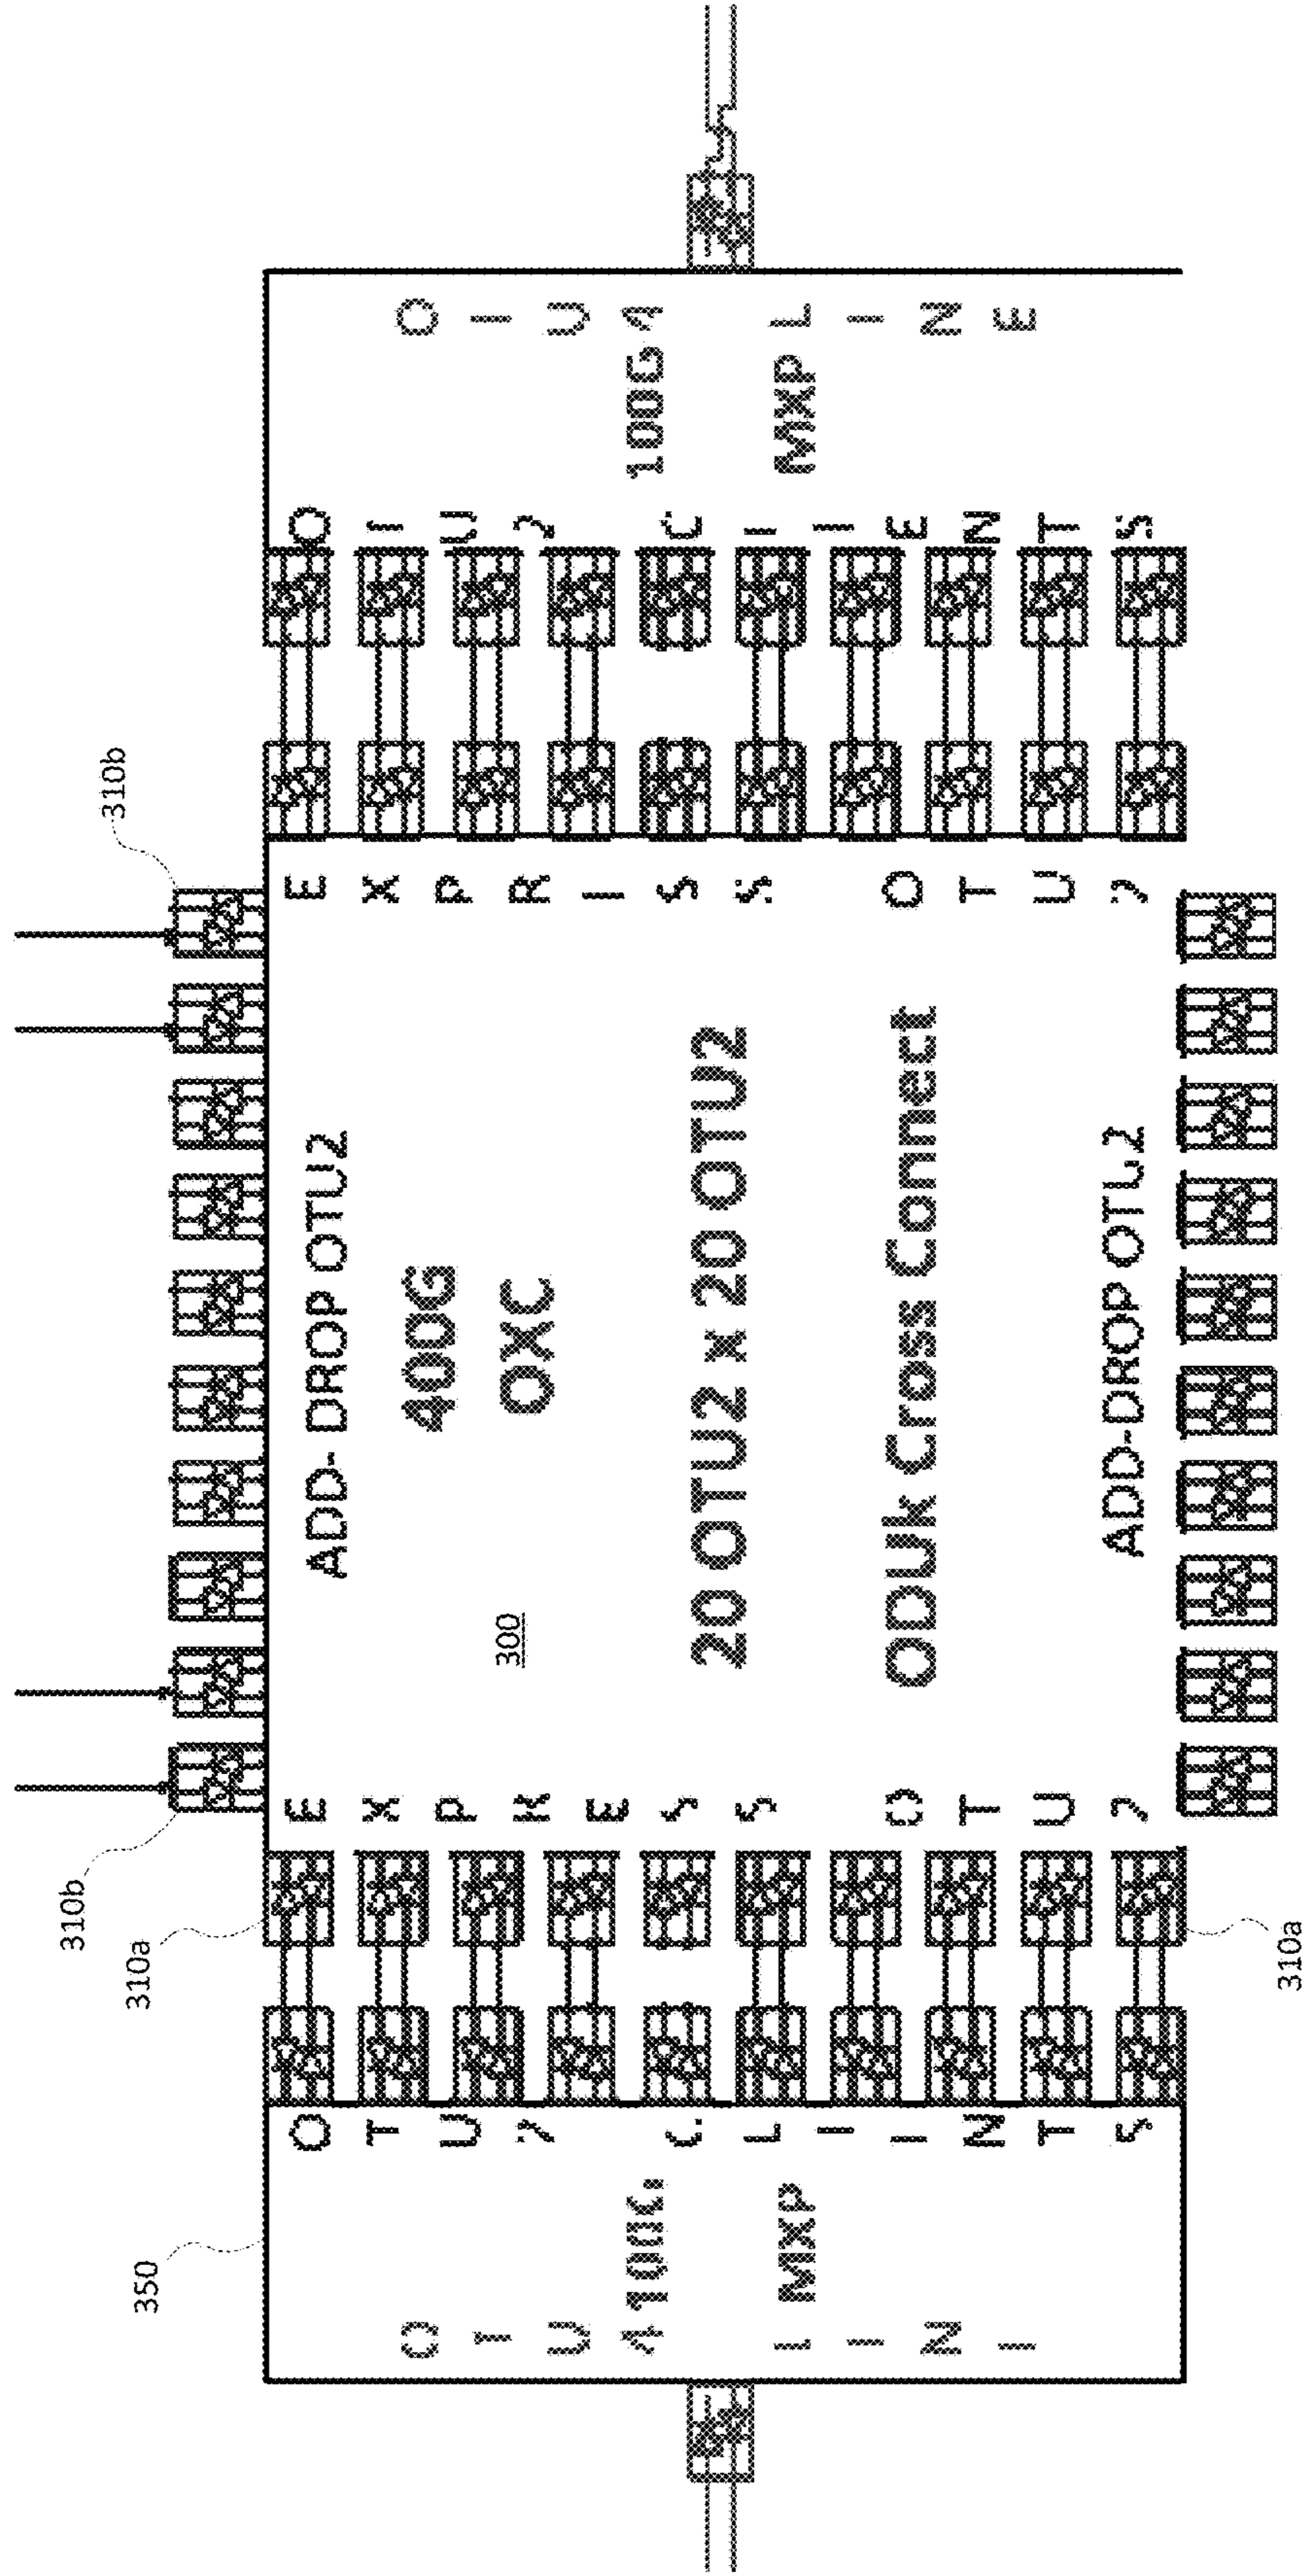 310b
310b
310a
350
ADD- DROP OTU2
400G
OXC
300
20 OTU2 x 20 OTU2
ODUk Cross Connect
ADD-DROP OTU2
310a
OTU4 LINE
100G
MXP
OTU2 CLIENTS
EXPRESS OTU2
EXPRESS OTU2
OTU2 CLIENTS
100G
MXP
OTU4 LINE